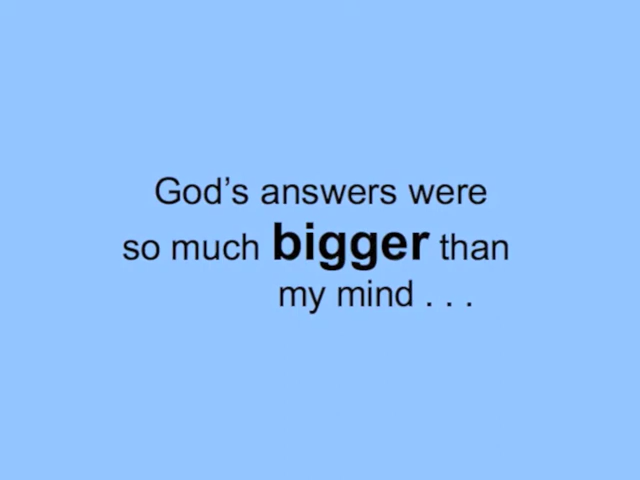 God’s answers were
so much bigger than
my mind . . .